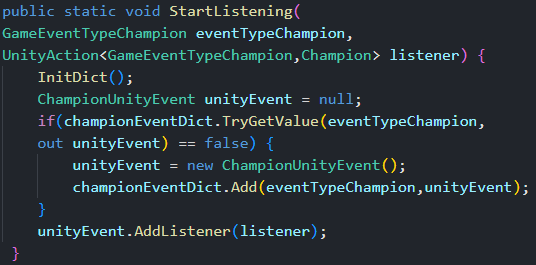 public static void StartListening(
GameEventTypeChampion eventTypeChampion,
UnityAction<GameEventTypeChampion,Champion> listener) {
InitDict();
ChampionUnityEvent unityEvent = null;
if(championEventDict.TryGetValue(eventTypeChampion,
out unityEvent) == false) {
unityEvent = new ChampionUnityEvent();
championEventDict.Add(eventTypeChampion,unityEvent);
}
unityEvent.AddListener(listener);
}